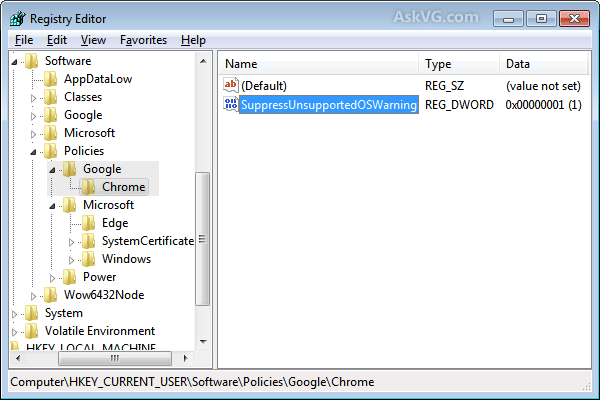 Registry Editor
AskVG.com
File Edit View Favorites Help
Software
AppDataLow
Classes
Google
Microsoft
Policies
Google
Chrome
Microsoft
Edge
SystemCertificate
Windows
Power
Wow6432Node
System
Volatile Environment
HKEY_LOCAL_MACHINE
Name Type Data
ab (Default) REG_SZ (value not set)
SuppressUnsupportedOSWarning REG_DWORD 0x00000001 (1)
Computer\HKEY_CURRENT_USER\Software\Policies\Google\Chrome